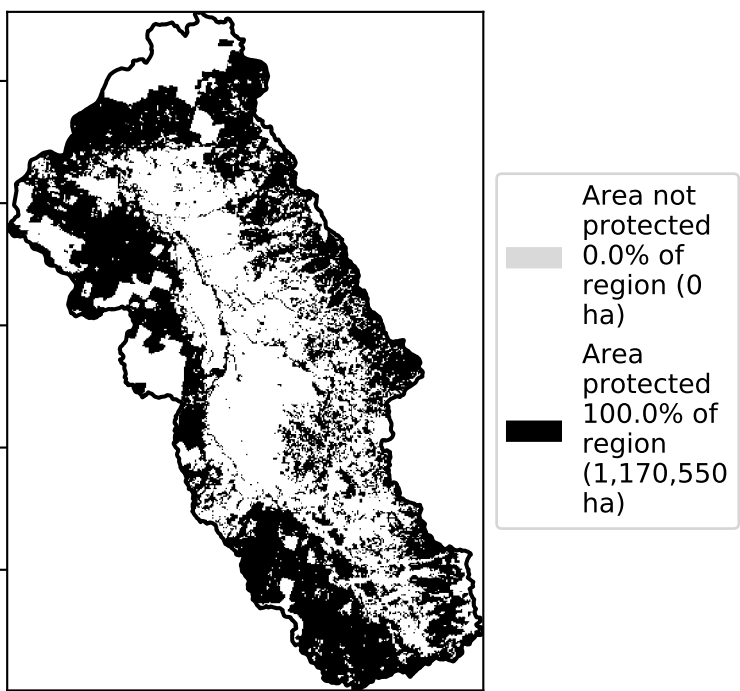 Area not
protected
0.0% of
region (0
ha)
Area
protected
100.0% of
region
(1,170,550
ha)